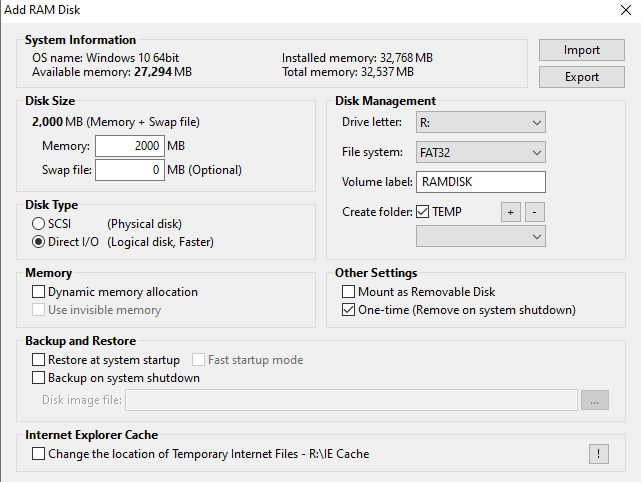 Add RAM Disk
System Information
OS name: Windows 10 64bit
Installed memory: 32,768 MB
Available memory: 27,294 MB
Total memory: 32,537 MB
Import
Export
Disk Size
2,000 MB (Memory + Swap file)
Memory: 2000 MB
Swap file: 0 MB (Optional)
Disk Type
SCSI (Physical disk)
Direct I/O (Logical disk, Faster)
Disk Management
Drive letter: R:
File system: FAT32
Volume label: RAMDISK
Create folder: TEMP + -
Memory
Dynamic memory allocation
Use invisible memory
Other Settings
Mount as Removable Disk
One-time (Remove on system shutdown)
Backup and Restore
Restore at system startup Fast startup mode
Backup on system shutdown
Disk image file: ...
Internet Explorer Cache
Change the location of Temporary Internet Files - R:\IE Cache !